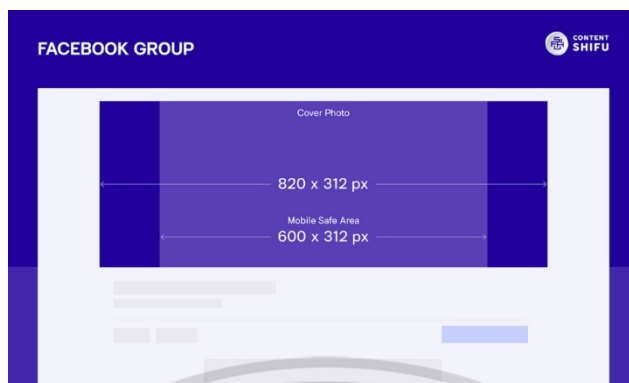 FACEBOOK GROUP
CONTENT
SHIFU
Cover Photo
820 x 312 px
Mobile Safe Area
600 x 312 px